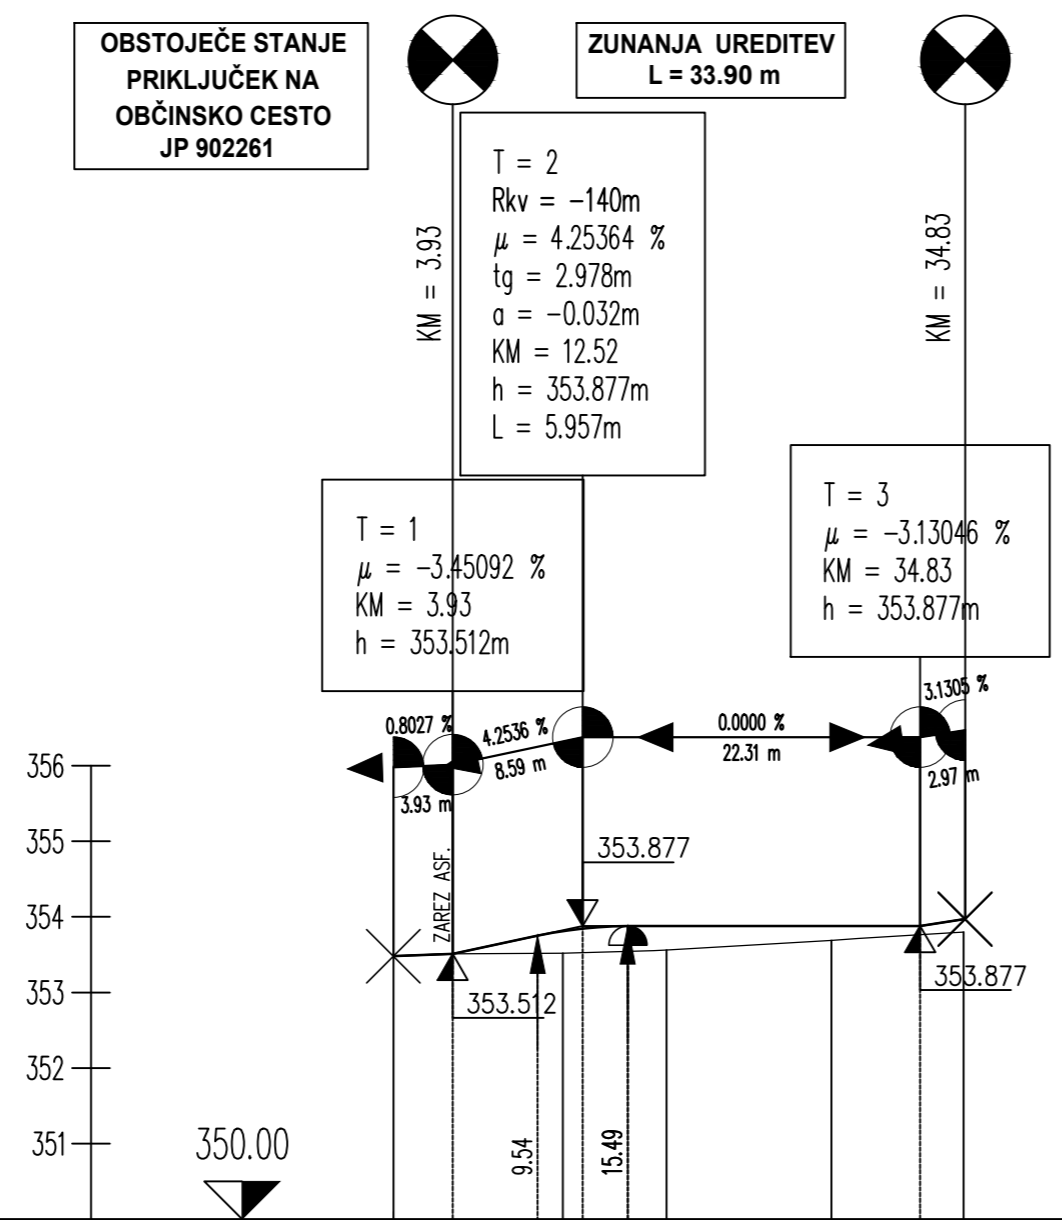 OBSTOJEČE STANJE
PRIKLJUČEK NA
OBČINSKO CESTO
JP 902261
ZUNANJA UREDITEV
L = 33.90 m
KM = 3.93
T = 2
Rkv = -140m
μ = 4.25364 %
tg = 2.978m
a = -0.032m
KM = 12.52
h = 353.877m
L = 5.957m
KM = 34.83
T = 1
μ = -3.45092 %
KM = 3.93
h = 353.512m
T = 3
μ = -3.13046 %
KM = 34.83
h = 353.877m
0.8027 %
3.93 m
4.2536 %
8.59 m
0.0000 %
22.31 m
3.1305 %
2.97 m
356
355
354
353
352
351
ZAREZ ASF.
353.877
353.512
353.877
9.54
15.49
350.00